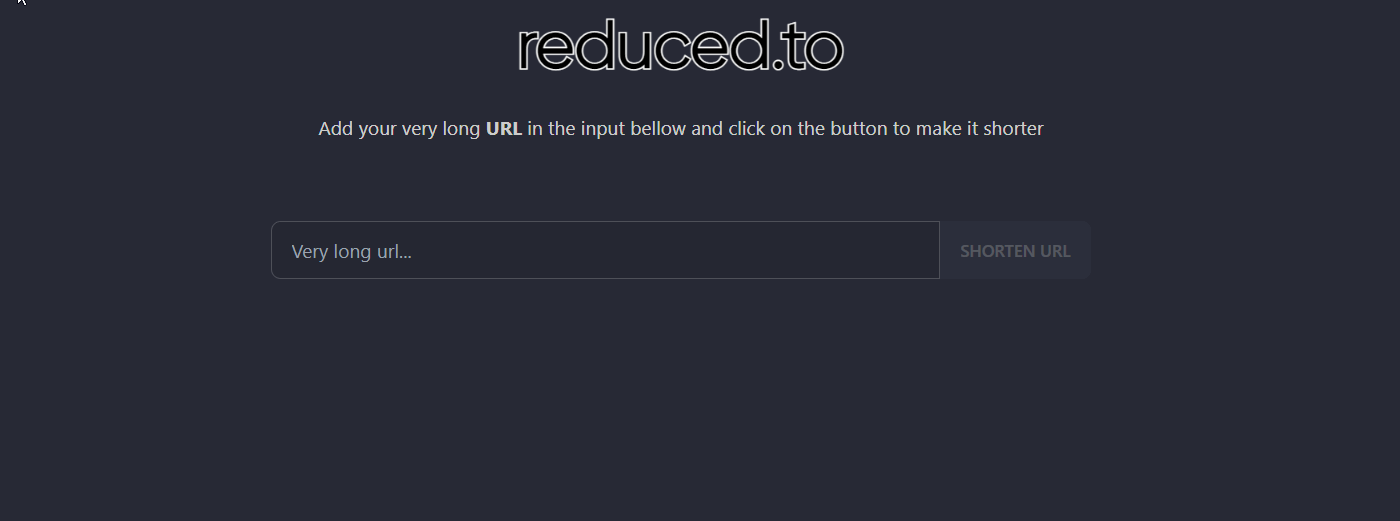 reduced.to
Add your very long URL in the input bellow and click on the button to make it shorter
Very long url...
SHORTEN URL